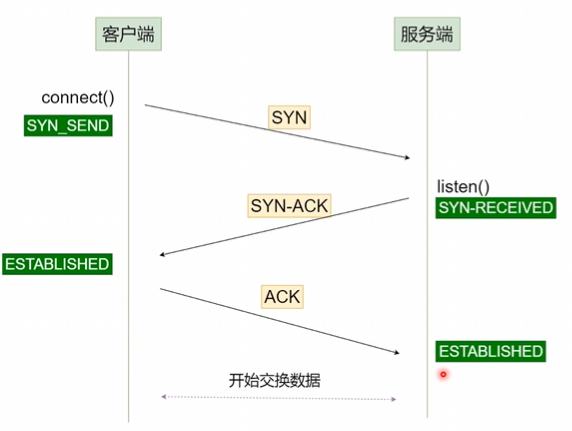 客户端
服务端
connect()
SYN_SEND
SYN
listen()
SYN-RECEIVED
SYN-ACK
ESTABLISHED
ACK
ESTABLISHED
开始交换数据